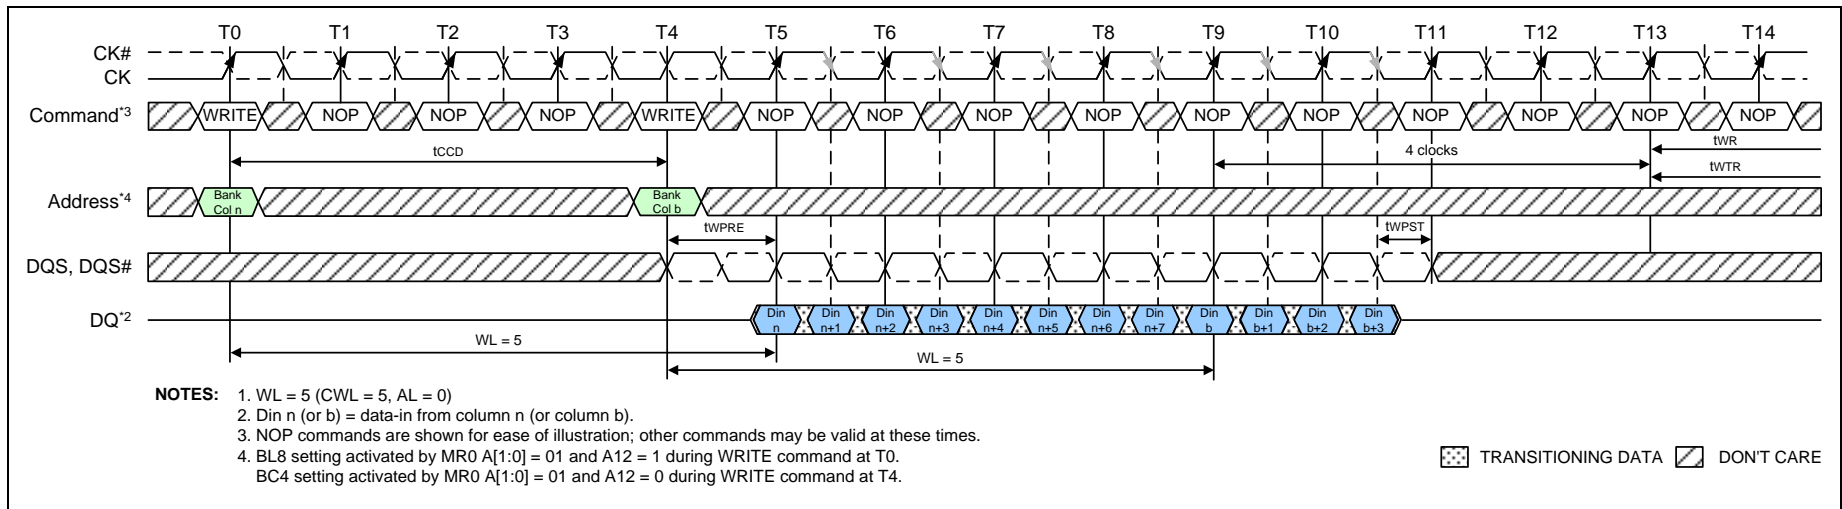 T0 T1 T2 T3 T4 T5 T6 T7 T8 T9 T10 T11 T12 T13 T14
CK#
CK
Command*3 WRITE NOP NOP NOP WRITE NOP NOP NOP NOP NOP NOP NOP NOP NOP NOP
tCCD 4 clocks tWR
tWTR
Address*4 Bank Col n Bank Col b
tWPRE tWPST
DQS, DQS#
DQ*2 Din n Din n+1 Din n+2 Din n+3 Din n+4 Din n+5 Din n+6 Din n+7 Din b Din b+1 Din b+2 Din b+3
WL = 5
WL = 5
NOTES: 1. WL = 5 (CWL = 5, AL = 0)
2. Din n (or b) = data-in from column n (or column b).
3. NOP commands are shown for ease of illustration; other commands may be valid at these times.
4. BL8 setting activated by MR0 A[1:0] = 01 and A12 = 1 during WRITE command at T0.
BC4 setting activated by MR0 A[1:0] = 01 and A12 = 0 during WRITE command at T4.
TRANSITIONING DATA DON'T CARE